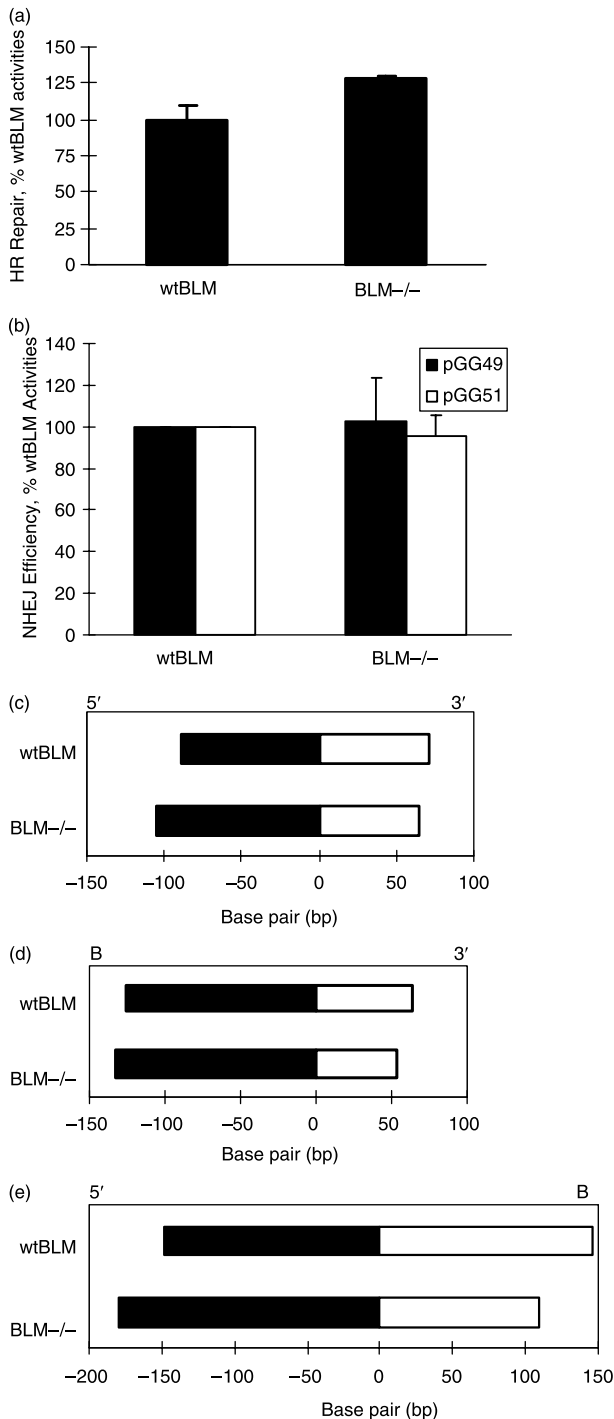 (a)
HR Repair, % wtBLM activities
150
125
100
75
50
25
0
wtBLM
BLM–/–
(b)
NHEJ Efficiency, % wtBLM Activities
140
120
100
80
60
40
20
0
pGG49
pGG51
wtBLM
BLM–/–
(c)
5′
3′
wtBLM
BLM–/–
–150
–100
–50
0
50
100
Base pair (bp)
(d)
B
3′
wtBLM
BLM–/–
–150
–100
–50
0
50
100
Base pair (bp)
(e)
5′
B
wtBLM
BLM–/–
–200
–150
–100
–50
0
50
100
150
Base pair (bp)